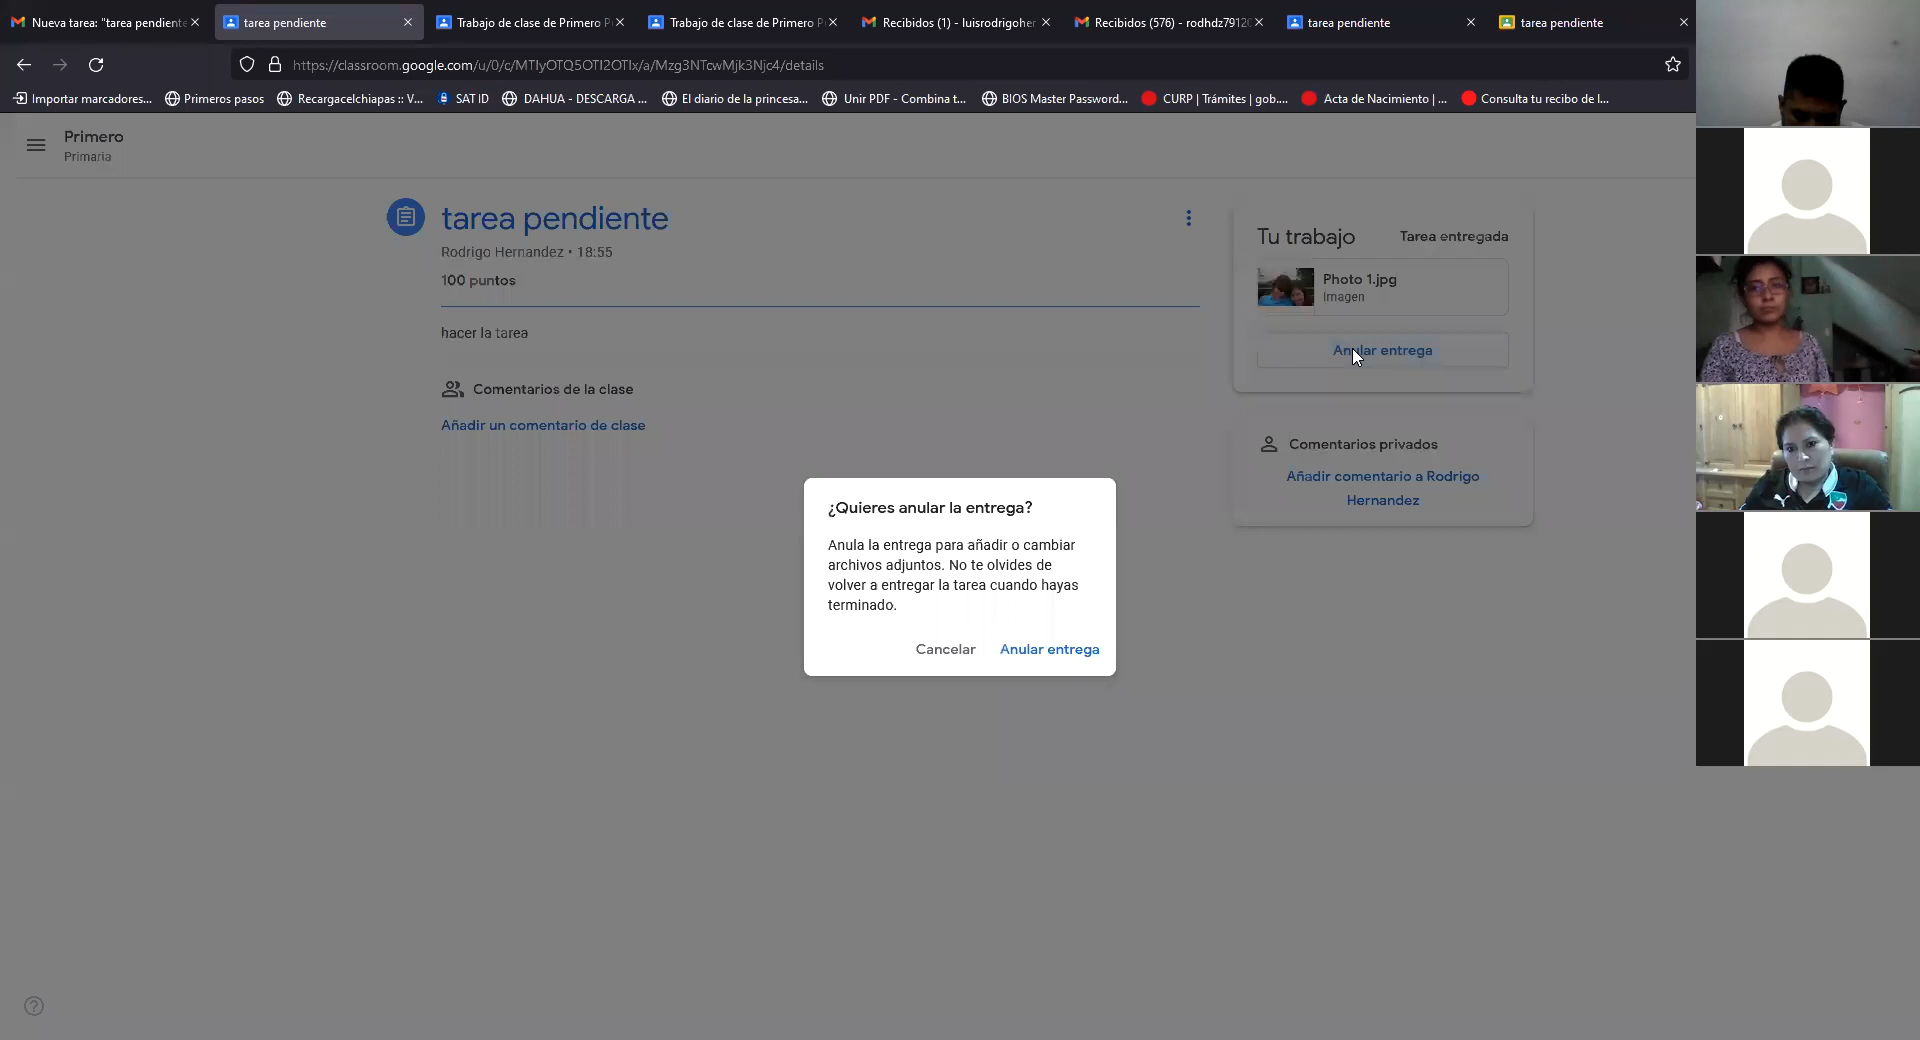 Nueva tarea: "tarea pendiente
tarea pendiente
Trabajo de clase de Primero P
Trabajo de clase de Primero P
Recibidos (1) - luisrodrigoher
Recibidos (576) - rodhdz7912
tarea pendiente
tarea pendiente
https://classroom.google.com/u/0/c/MTIyOTQ5OTI2OTIx/a/Mzg3NTcwMjk3Njc4/details
Importar marcadores...
Primeros pasos
Recargacelchiapas :: V...
SAT ID
DAHUA - DESCARGA ...
El diario de la princesa...
Unir PDF - Combina t...
BIOS Master Password...
CURP | Trámites | gob....
Acta de Nacimiento | ...
Consulta tu recibo de l...
Primero
Primaria
tarea pendiente
Rodrigo Hernandez • 18:55
100 puntos
hacer la tarea
Comentarios de la clase
Añadir un comentario de clase
Tu trabajo
Tarea entregada
Photo 1.jpg
Imagen
Anular entrega
Comentarios privados
Añadir comentario a Rodrigo
Hernandez
¿Quieres anular la entrega?
Anula la entrega para añadir o cambiar
archivos adjuntos. No te olvides de
volver a entregar la tarea cuando hayas
terminado.
Cancelar
Anular entrega